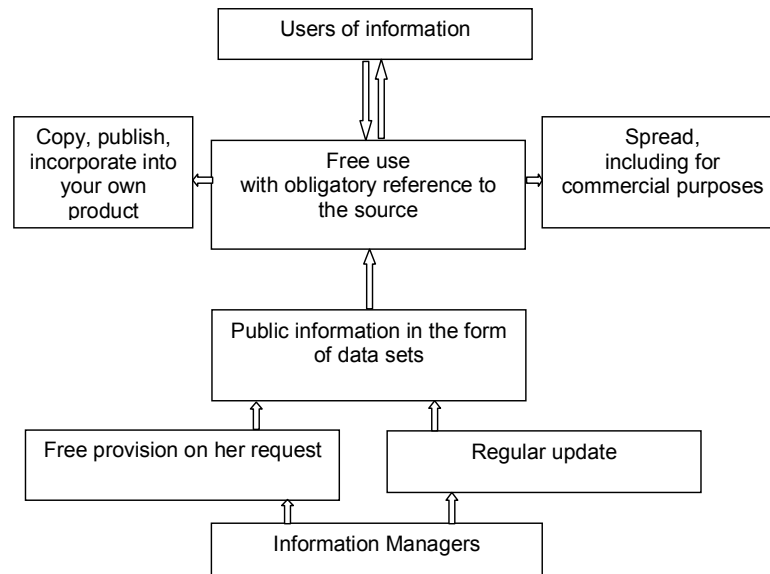 Users of information
Copy, publish,
incorporate into
your own
product
Free use
with obligatory reference to
the source
Spread,
including for
commercial purposes
Public information in the form
of data sets
Free provision on her request
Regular update
Information Managers